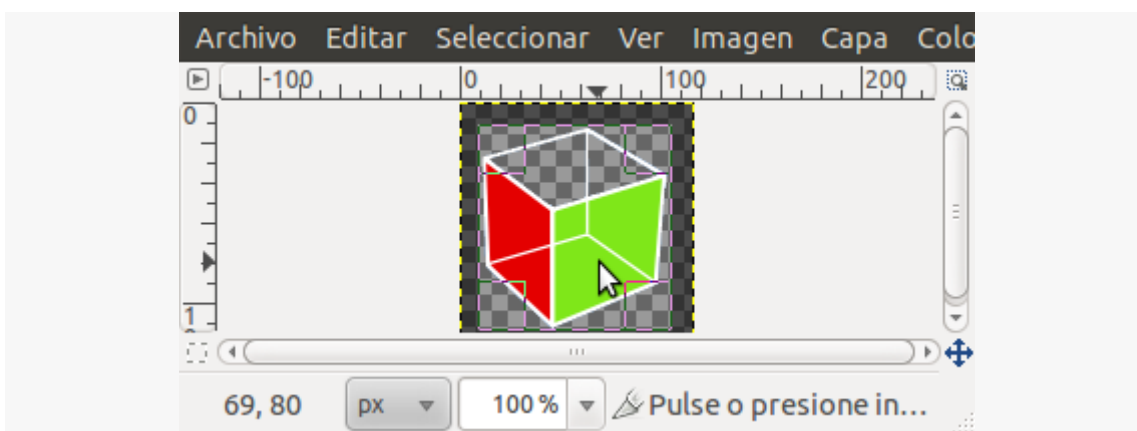 Archivo Editar Seleccionar Ver Imagen Capa Colo
-100 0 100 200
0
1
69, 80 px 100 % Pulse o presione in…